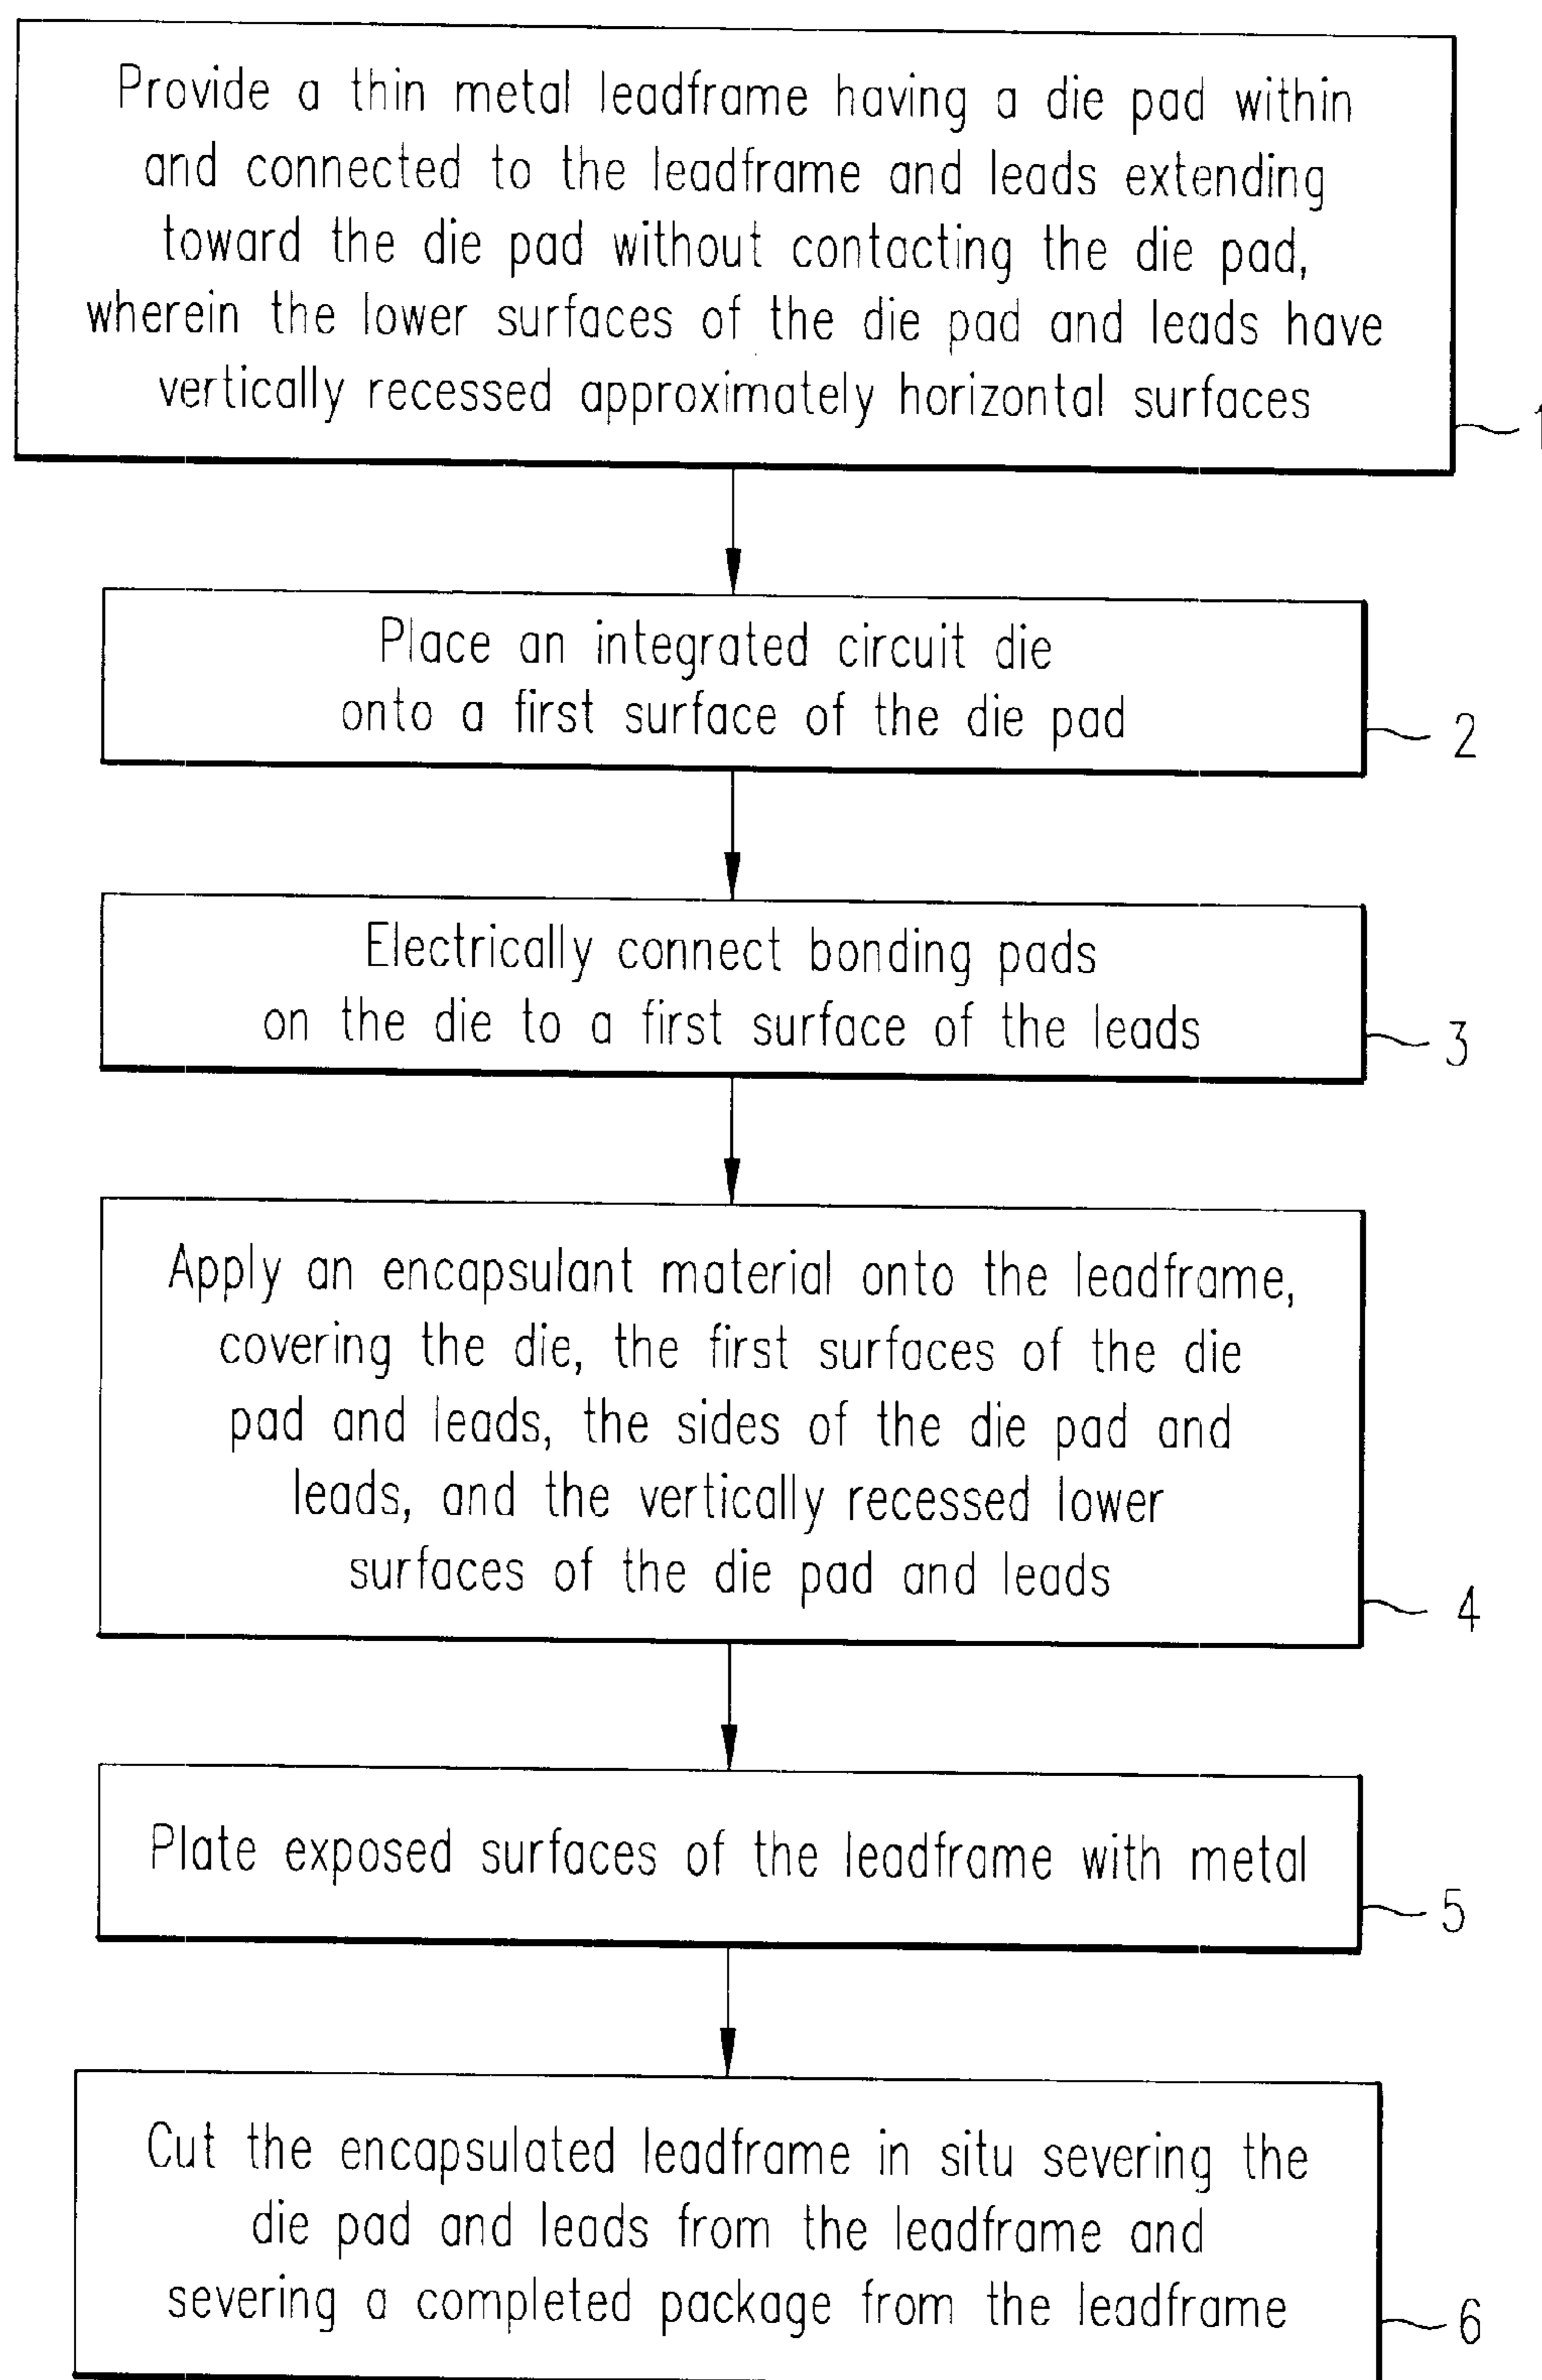 Provide a thin metal leadframe having a die pad within
and connected to the leadframe and leads extending
toward the die pad without contacting the die pad,
wherein the lower surfaces of the die pad and leads have
vertically recessed approximately horizontal surfaces
1
Place an integrated circuit die
onto a first surface of the die pad
2
Electrically connect bonding pads
on the die to a first surface of the leads
3
Apply an encapsulant material onto the leadframe,
covering the die, the first surfaces of the die
pad and leads, the sides of the die pad and
leads, and the vertically recessed lower
surfaces of the die pad and leads
4
Plate exposed surfaces of the leadframe with metal
5
Cut the encapsulated leadframe in situ severing the
die pad and leads from the leadframe and
severing a completed package from the leadframe
6